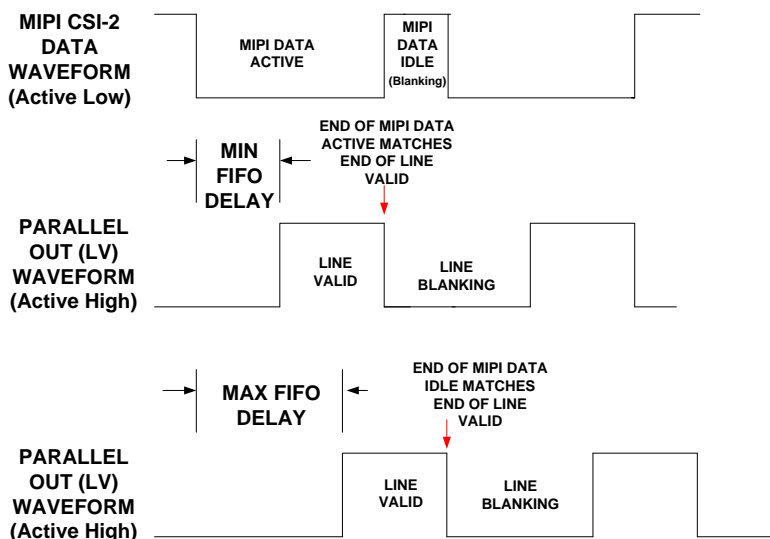 MIPI CSI-2
DATA
WAVEFORM
(Active Low)
MIPI DATA
ACTIVE
MIPI
DATA
IDLE
(Blanking)
MIN
FIFO
DELAY
END OF MIPI DATA
ACTIVE MATCHES
END OF LINE
VALID
PARALLEL
OUT (LV)
WAVEFORM
(Active High)
LINE
VALID
LINE
BLANKING
MAX FIFO
DELAY
END OF MIPI DATA
IDLE MATCHES
END OF LINE
VALID
PARALLEL
OUT (LV)
WAVEFORM
(Active High)
LINE
VALID
LINE
BLANKING